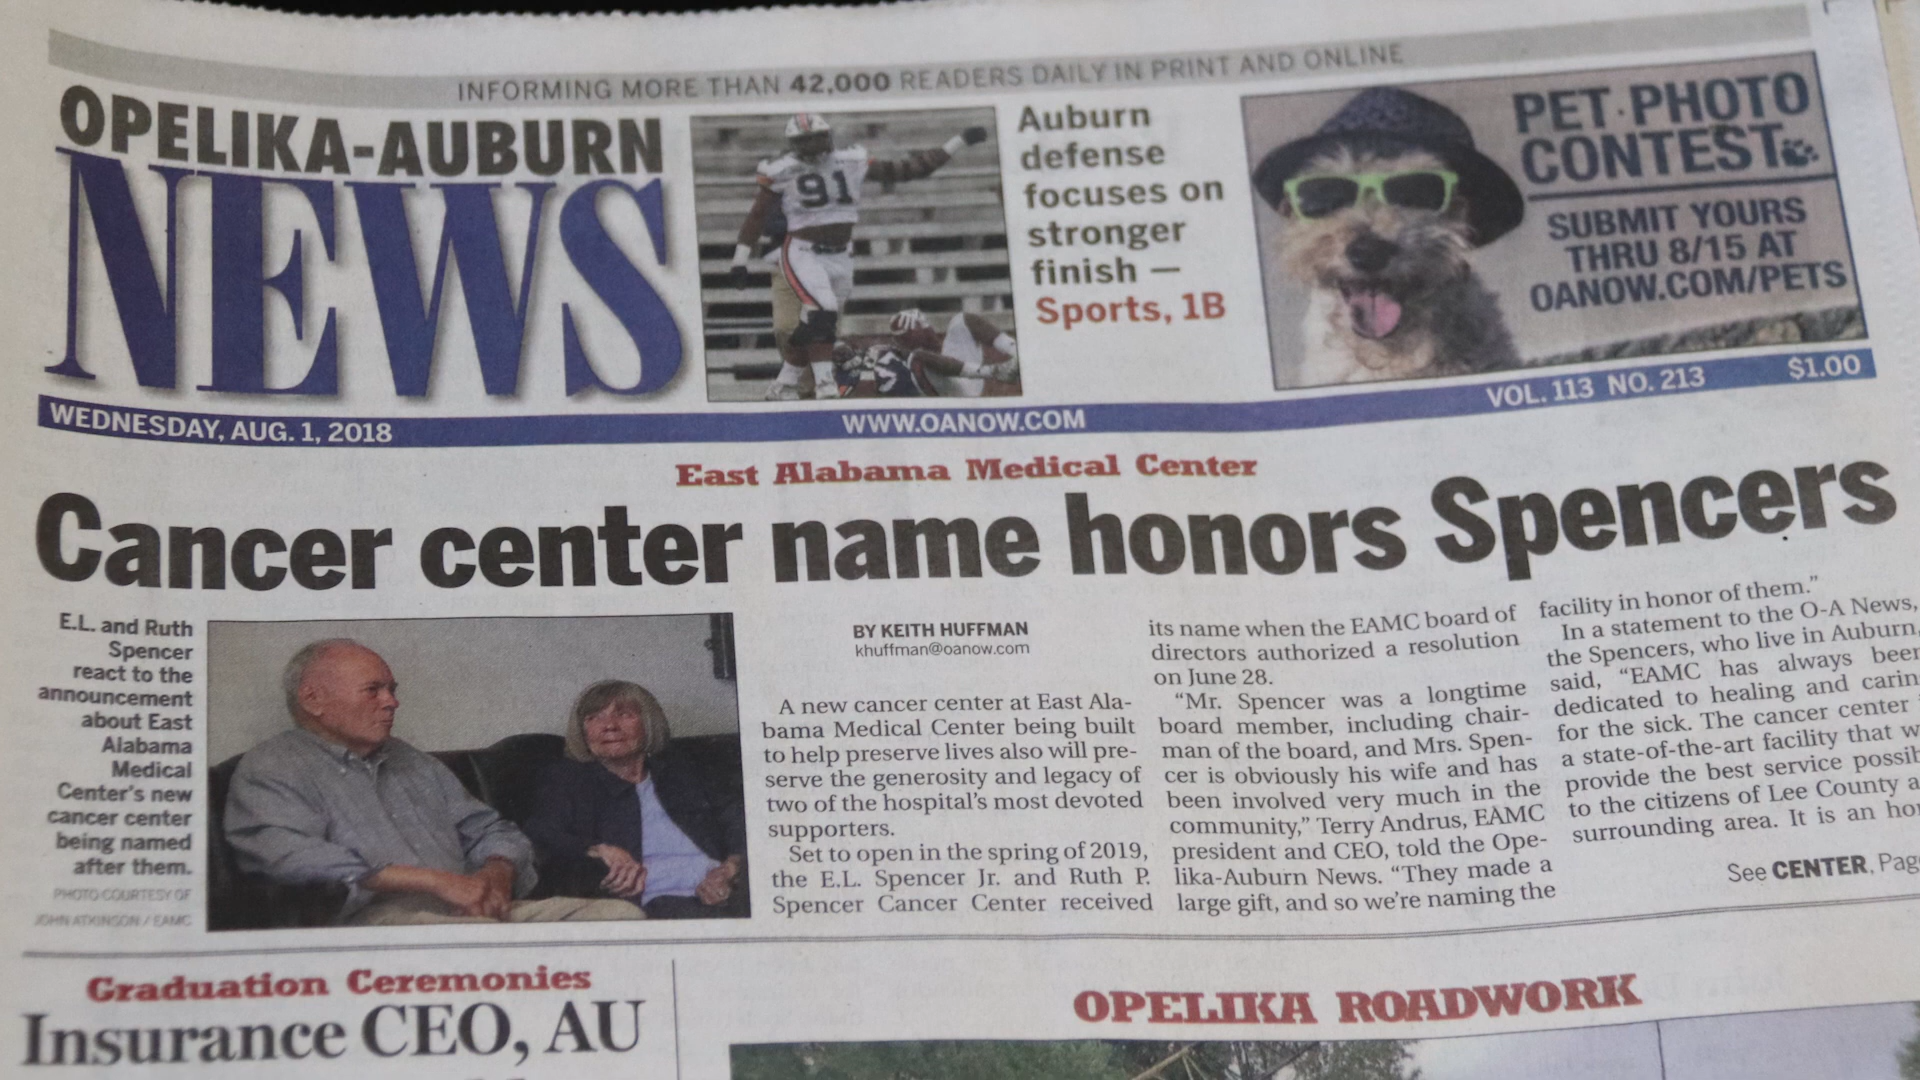 INFORMING MORE THAN 42,000 READERS DAILY IN PRINT AND ONLINE
OPELIKA-AUBURN
NEWS
91
Auburn
defense
focuses on
stronger
finish —
Sports, 1B
PET PHOTO
CONTEST
SUBMIT YOURS
THRU 8/15 AT
OANOW.COM/PETS
WEDNESDAY, AUG. 1, 2018
WWW.OANOW.COM
VOL. 113 NO. 213
$1.00
East Alabama Medical Center
Cancer center name honors Spencers
E.L. and Ruth
Spencer
react to the
announcement
about East
Alabama
Medical
Center's new
cancer center
being named
after them.
PHOTO COURTESY OF
JOHN ATKINSON / EAMC
BY KEITH HUFFMAN
khuffman@oanow.com
A new cancer center at East Ala-
bama Medical Center being built
to help preserve lives also will pre-
serve the generosity and legacy of
two of the hospital's most devoted
supporters.
Set to open in the spring of 2019,
the E.L. Spencer Jr. and Ruth P.
Spencer Cancer Center received
its name when the EAMC board of
directors authorized a resolution
on June 28.
“Mr. Spencer was a longtime
board member, including chair-
man of the board, and Mrs. Spen-
cer is obviously his wife and has
been involved very much in the
community,” Terry Andrus, EAMC
president and CEO, told the Ope-
lika-Auburn News. “They made a
large gift, and so we're naming the
facility in honor of them.”
In a statement to the O-A News,
the Spencers, who live in Auburn,
said, “EAMC has always been
dedicated to healing and carin
for the sick. The cancer center
a state-of-the-art facility that w
provide the best service possib
to the citizens of Lee County a
surrounding area. It is an ho
See CENTER, Pag
Graduation Ceremonies
Insurance CEO, AU
OPELIKA ROADWORK